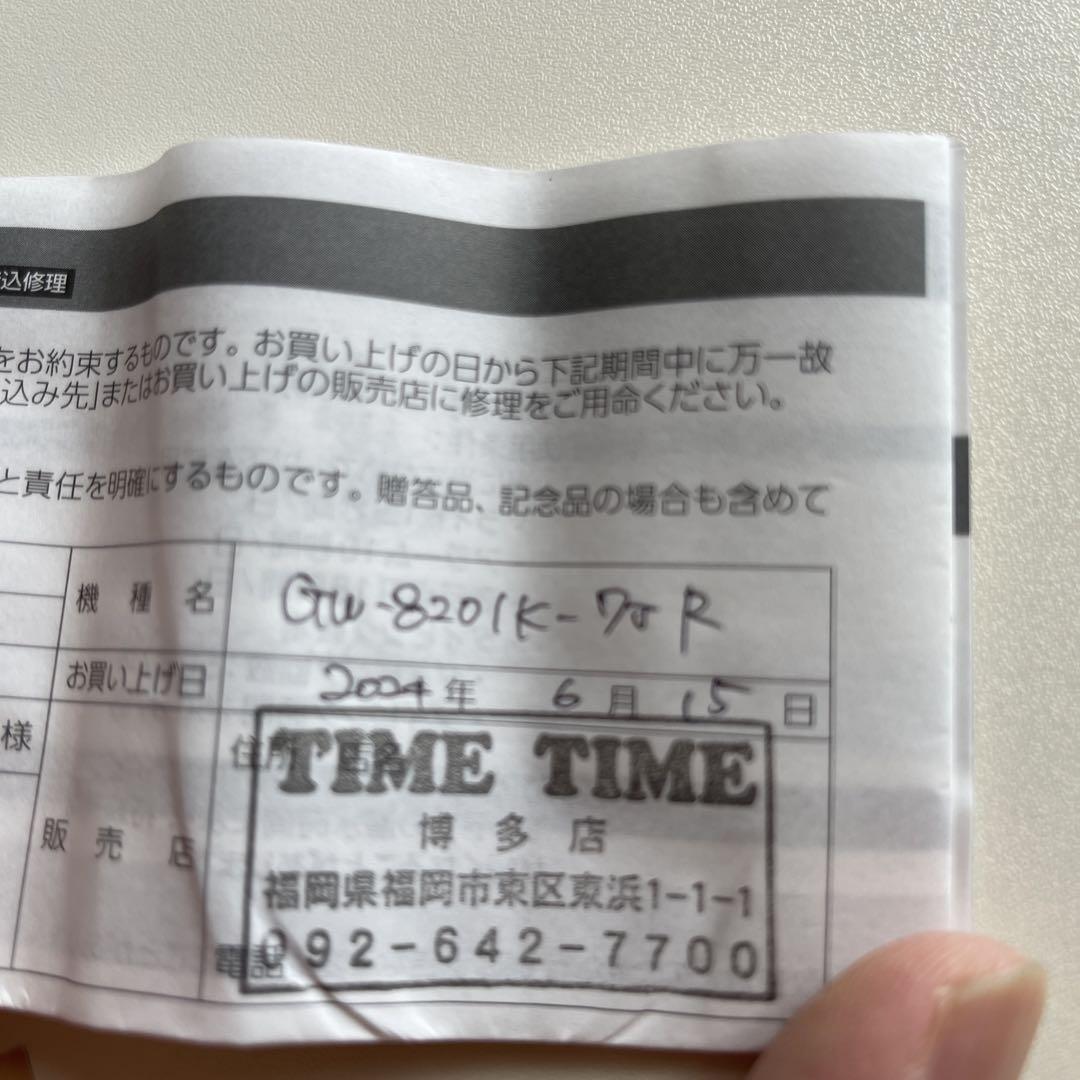 込修理
をお約束するものです。お買い上げの日から下記期間中に万一故
込み先」またはお買い上げの販売店に修理をご用命ください。
と責任を明確にするものです。贈答品、記念品の場合も含めて
機種名 GW-8201K-7JR
お買い上げ日 2024年 6月 15日
様
住所
TIME TIME
販売店
博多店
福岡県福岡市東区東浜1-1-1
電話
092-642-7700